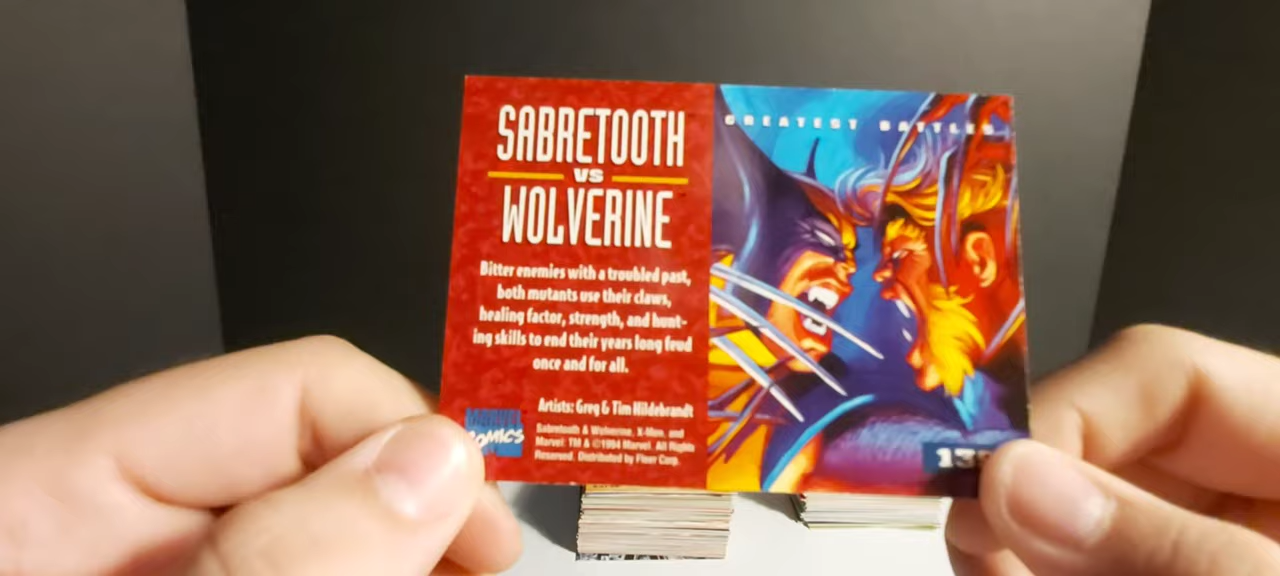 SABRETOOTH
VS
WOLVERINE
Bitter enemies with a troubled past,
both mutants use their claws,
healing factor, strength, and hunt-
ing skills to end their years long feud
once and for all.
Artists: Greg & Tim Hildebrandt
MARVEL
COMICS
Sabretooth & Wolverine, X-Men, and
Marvel: TM & ©1994 Marvel. All Rights
Reserved. Distributed by Fleer Corp.
GREATEST BATTLES